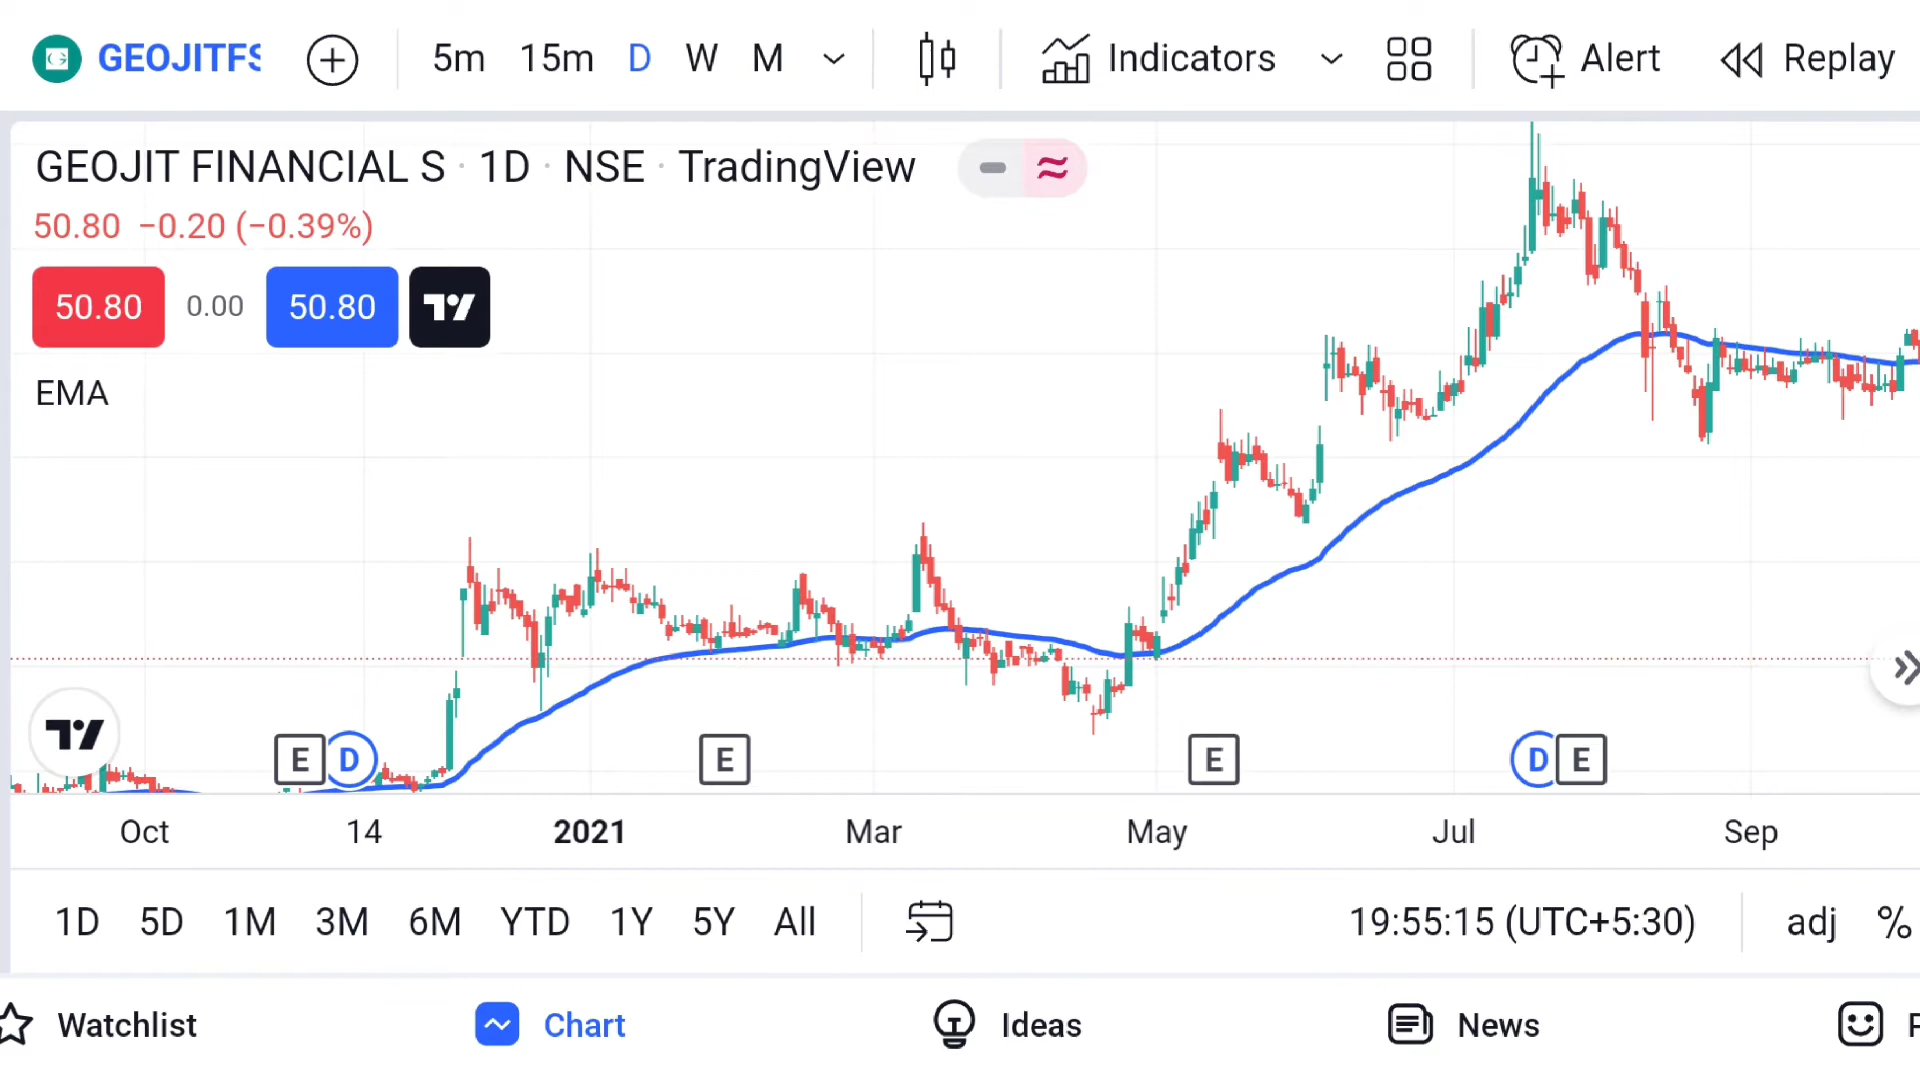 GEOJITFS 5m 15m D W M Indicators Alert Replay
GEOJIT FINANCIAL S · 1D · NSE · TradingView
50.80 −0.20 (−0.39%)
50.80 0.00 50.80
EMA
E D E E D E
Oct 14 2021 Mar May Jul Sep
1D 5D 1M 3M 6M YTD 1Y 5Y All 19:55:15 (UTC+5:30) adj %
Watchlist Chart Ideas News